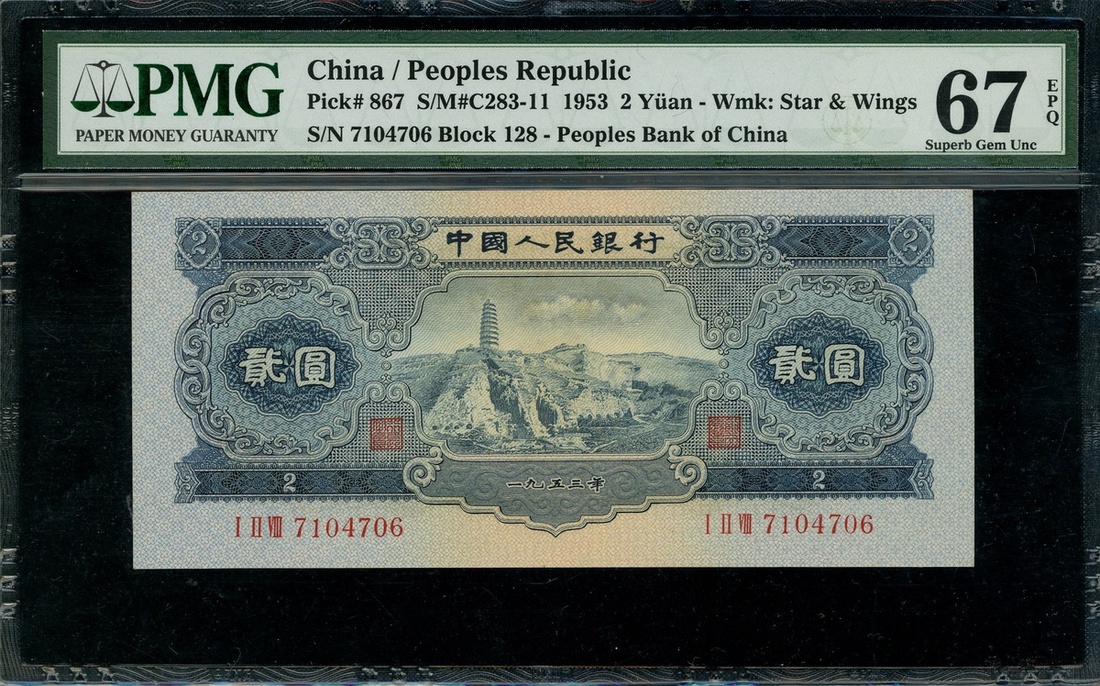 PMG
PAPER MONEY GUARANTY
China / Peoples Republic
Pick# 867 S/M#C283-11 1953 2 Yüan - Wmk: Star & Wings
S/N 7104706 Block 128 - Peoples Bank of China
67
EPQ
Superb Gem Unc
2
中國人民銀行
2
貳圓
貳圓
2
一九五三年
2
I II VIII 7104706
I II VIII 7104706